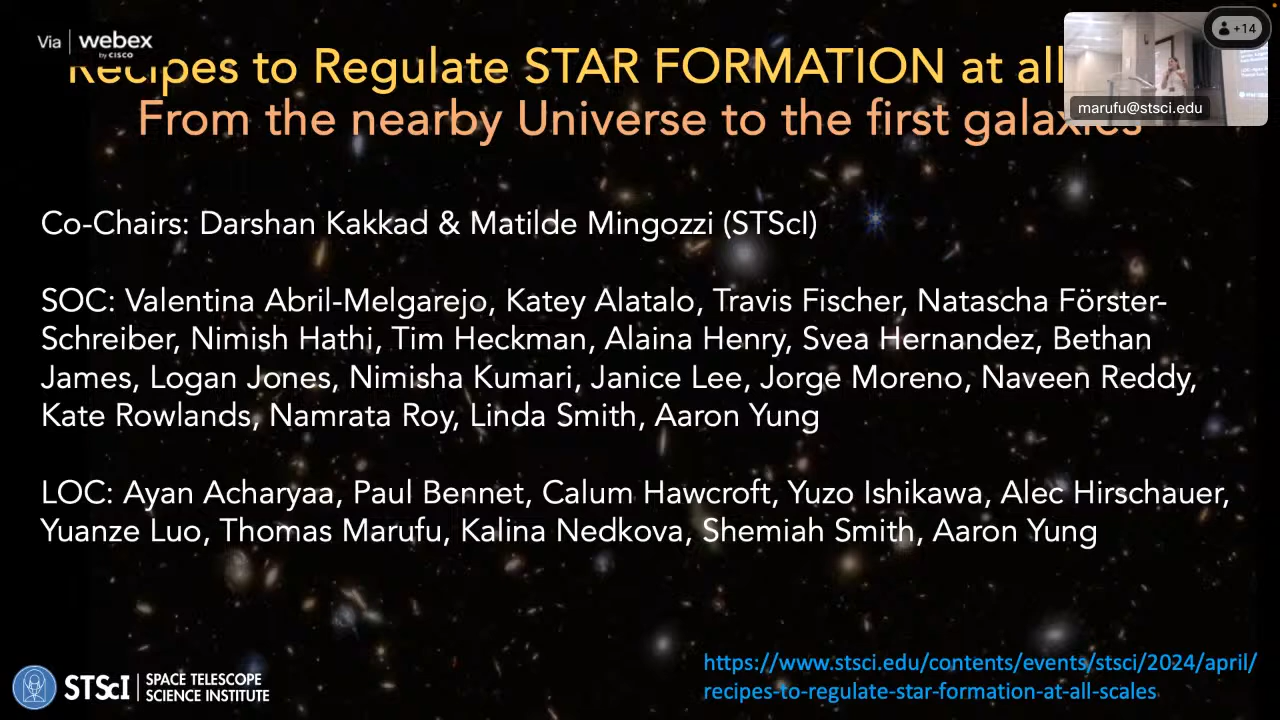 Via webex
by CISCO
Recipes to Regulate STAR FORMATION at all
From the nearby Universe to the first galaxies
+14
marufu@stsci.edu
Co-Chairs: Darshan Kakkad & Matilde Mingozzi (STScI)
SOC: Valentina Abril-Melgarejo, Katey Alatalo, Travis Fischer, Natascha Förster-
Schreiber, Nimish Hathi, Tim Heckman, Alaina Henry, Svea Hernandez, Bethan
James, Logan Jones, Nimisha Kumari, Janice Lee, Jorge Moreno, Naveen Reddy,
Kate Rowlands, Namrata Roy, Linda Smith, Aaron Yung
LOC: Ayan Acharyaa, Paul Bennet, Calum Hawcroft, Yuzo Ishikawa, Alec Hirschauer,
Yuanze Luo, Thomas Marufu, Kalina Nedkova, Shemiah Smith, Aaron Yung
https://www.stsci.edu/contents/events/stsci/2024/april/
recipes-to-regulate-star-formation-at-all-scales
STScI
SPACE TELESCOPE
SCIENCE INSTITUTE